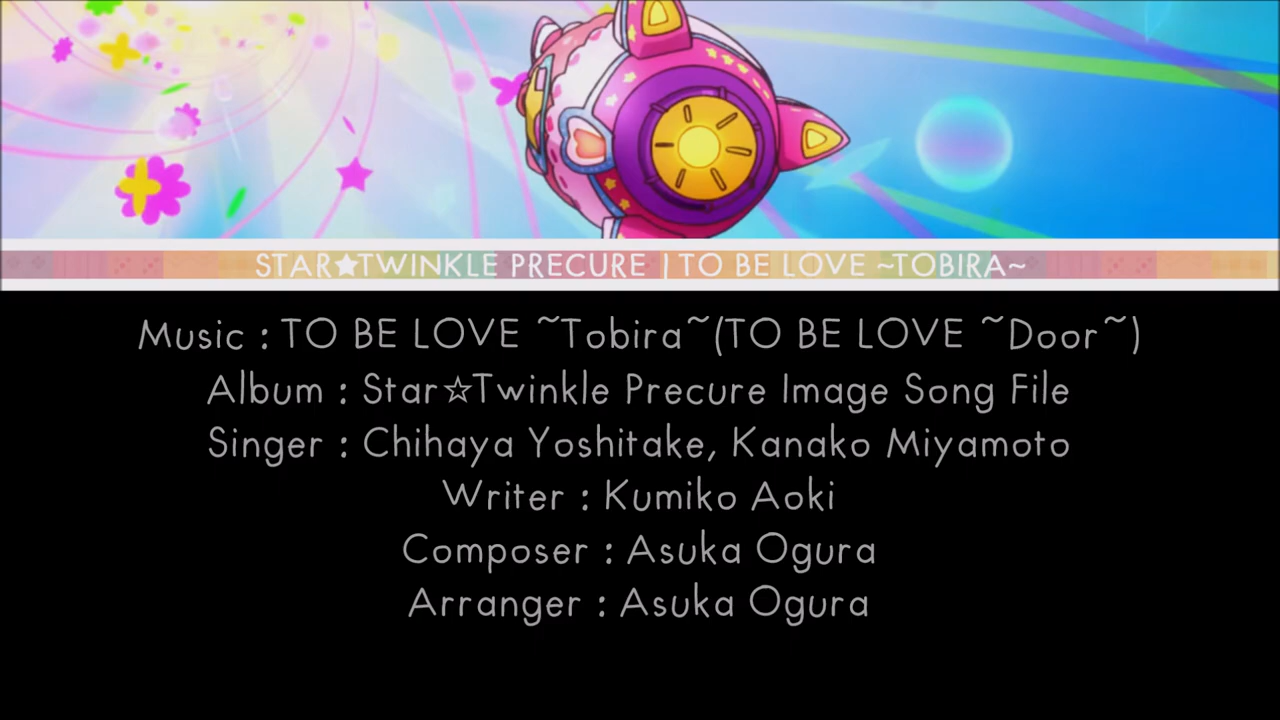 STAR★TWINKLE PRECURE | TO BE LOVE ~TOBIRA~
Music : TO BE LOVE ~Tobira~(TO BE LOVE ~Door~)
Album : Star☆Twinkle Precure Image Song File
Singer : Chihaya Yoshitake, Kanako Miyamoto
Writer : Kumiko Aoki
Composer : Asuka Ogura
Arranger : Asuka Ogura